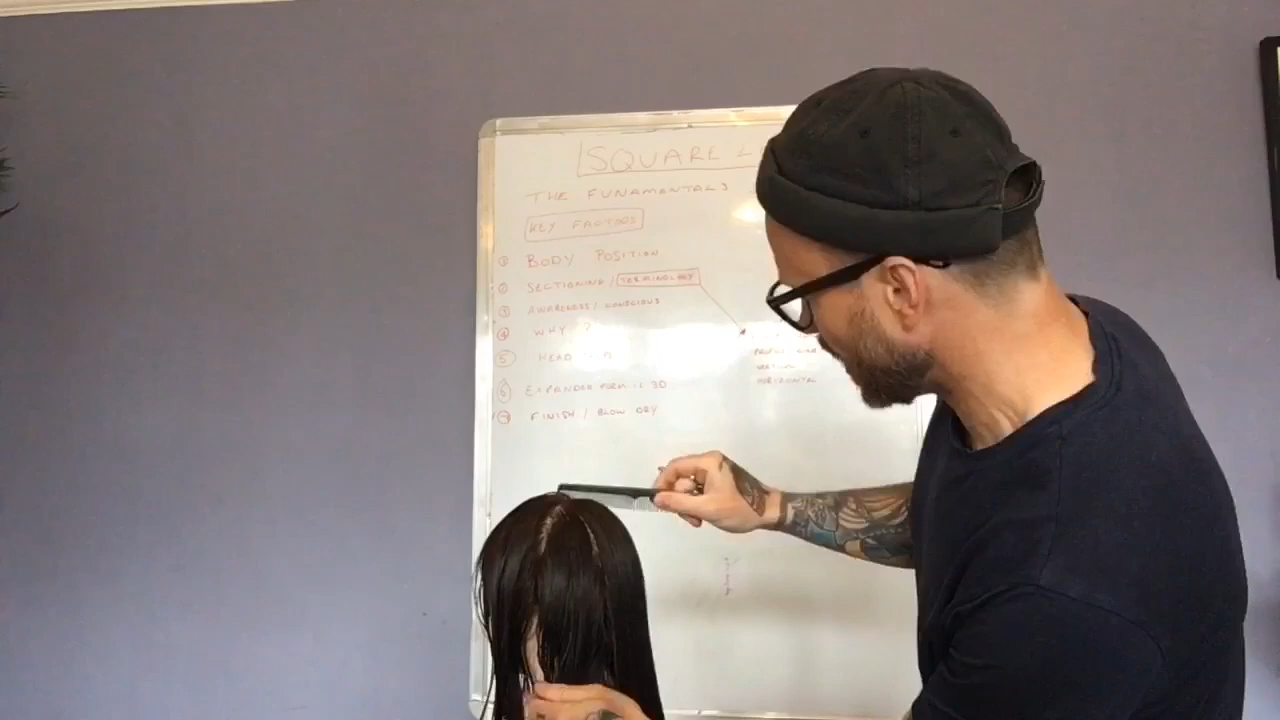 SQUARE L
THE FUNAMENTALS
KEY FACTORS
① BODY POSITION
② SECTIONING / TERMINOLOGY
③ AWARENESS / CONSCIOUS
④ WHY ?
⑤ HEAD
⑥ EXPANDED FORM
⑦ FINISH / BLOW DRY
PROFILE
VERTICAL
HORIZONTAL